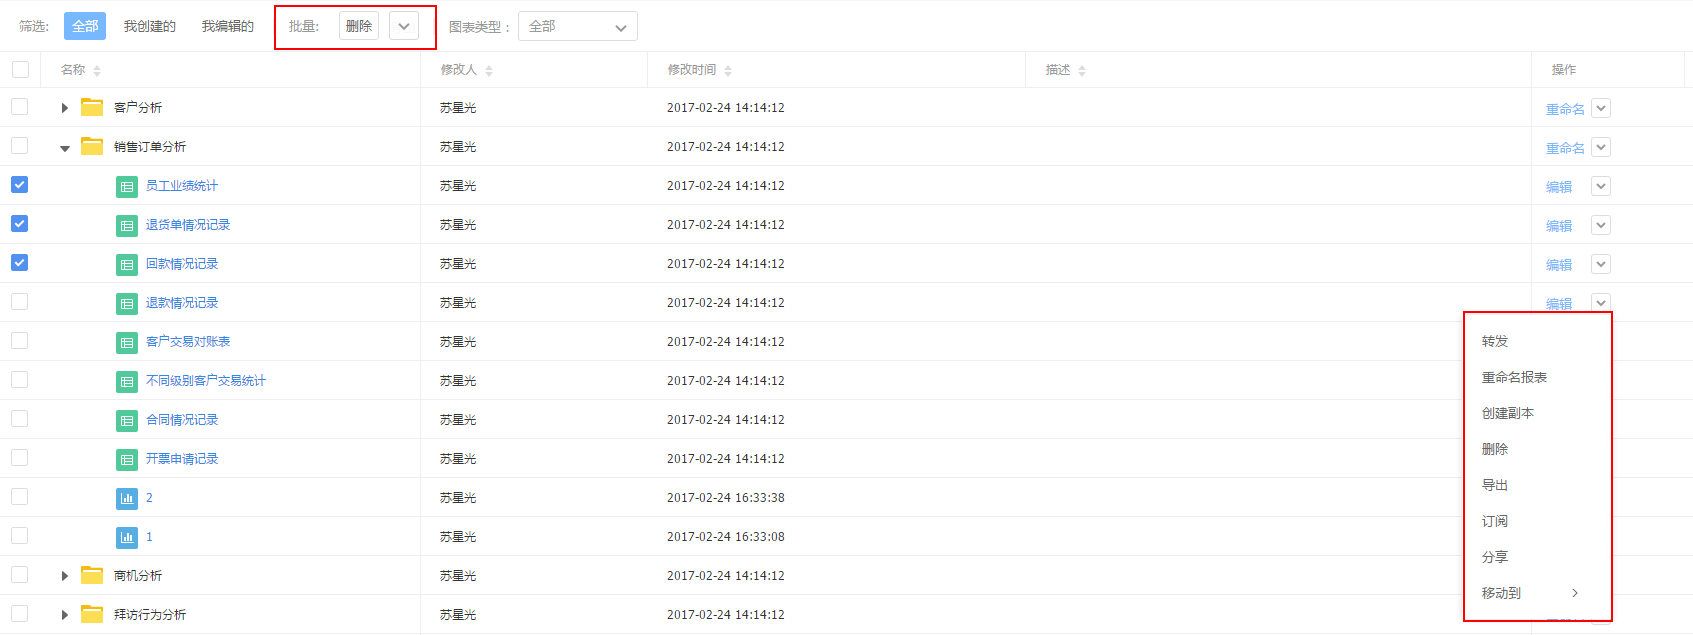 筛选: 全部 我创建的 我编辑的 批量: 删除 图表类型： 全部
名称 修改人 修改时间 描述 操作
客户分析 苏星光 2017-02-24 14:14:12 重命名
销售订单分析 苏星光 2017-02-24 14:14:12 重命名
员工业绩统计 苏星光 2017-02-24 14:14:12 编辑
退货单情况记录 苏星光 2017-02-24 14:14:12 编辑
回款情况记录 苏星光 2017-02-24 14:14:12 编辑
退款情况记录 苏星光 2017-02-24 14:14:12 编辑
客户交易对账表 苏星光 2017-02-24 14:14:12
不同级别客户交易统计 苏星光 2017-02-24 14:14:12
合同情况记录 苏星光 2017-02-24 14:14:12
开票申请记录 苏星光 2017-02-24 14:14:12
2 苏星光 2017-02-24 16:33:38
1 苏星光 2017-02-24 16:33:08
商机分析 苏星光 2017-02-24 14:14:12
拜访行为分析 苏星光 2017-02-24 14:14:12
转发
重命名报表
创建副本
删除
导出
订阅
分享
移动到